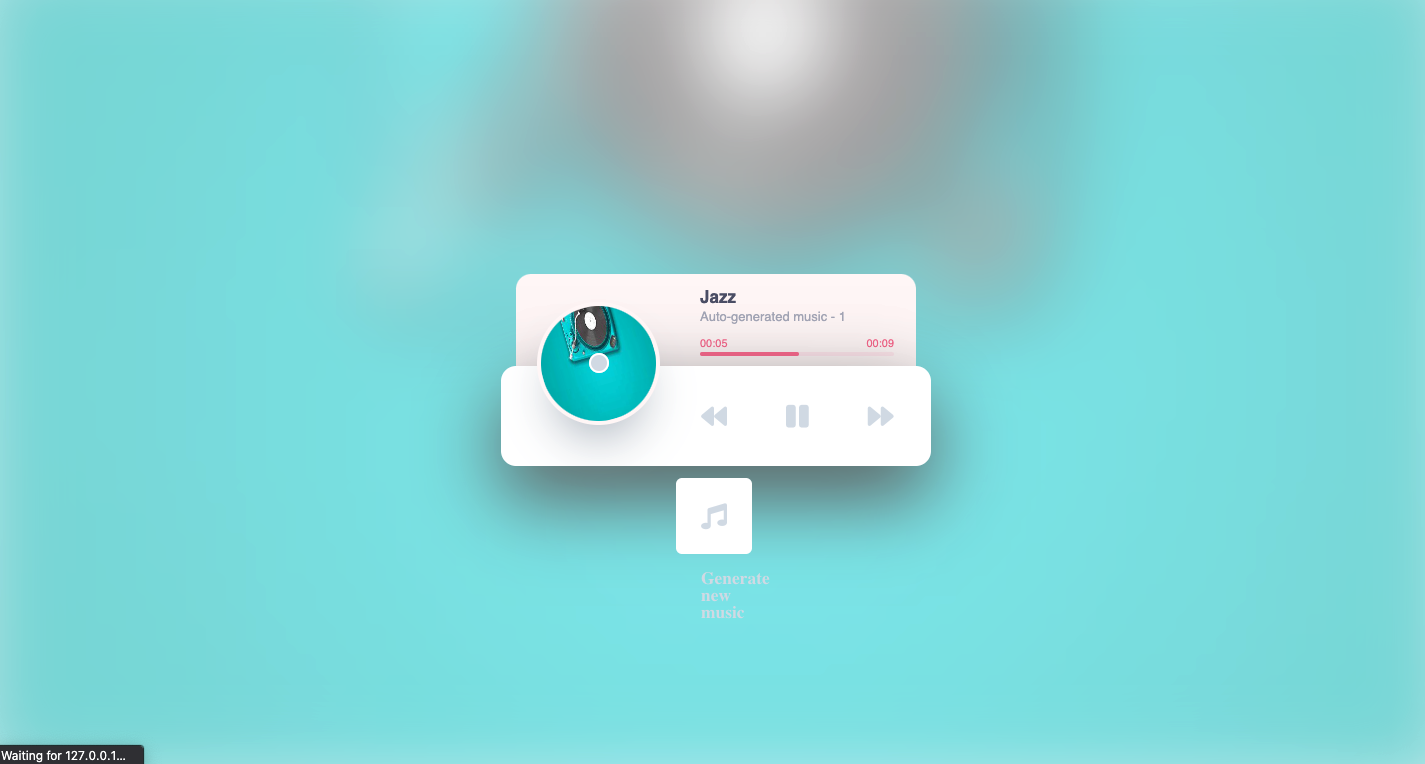 Jazz
Auto-generated music - 1
00:05 00:09
Generate
new
music
Waiting for 127.0.0.1...